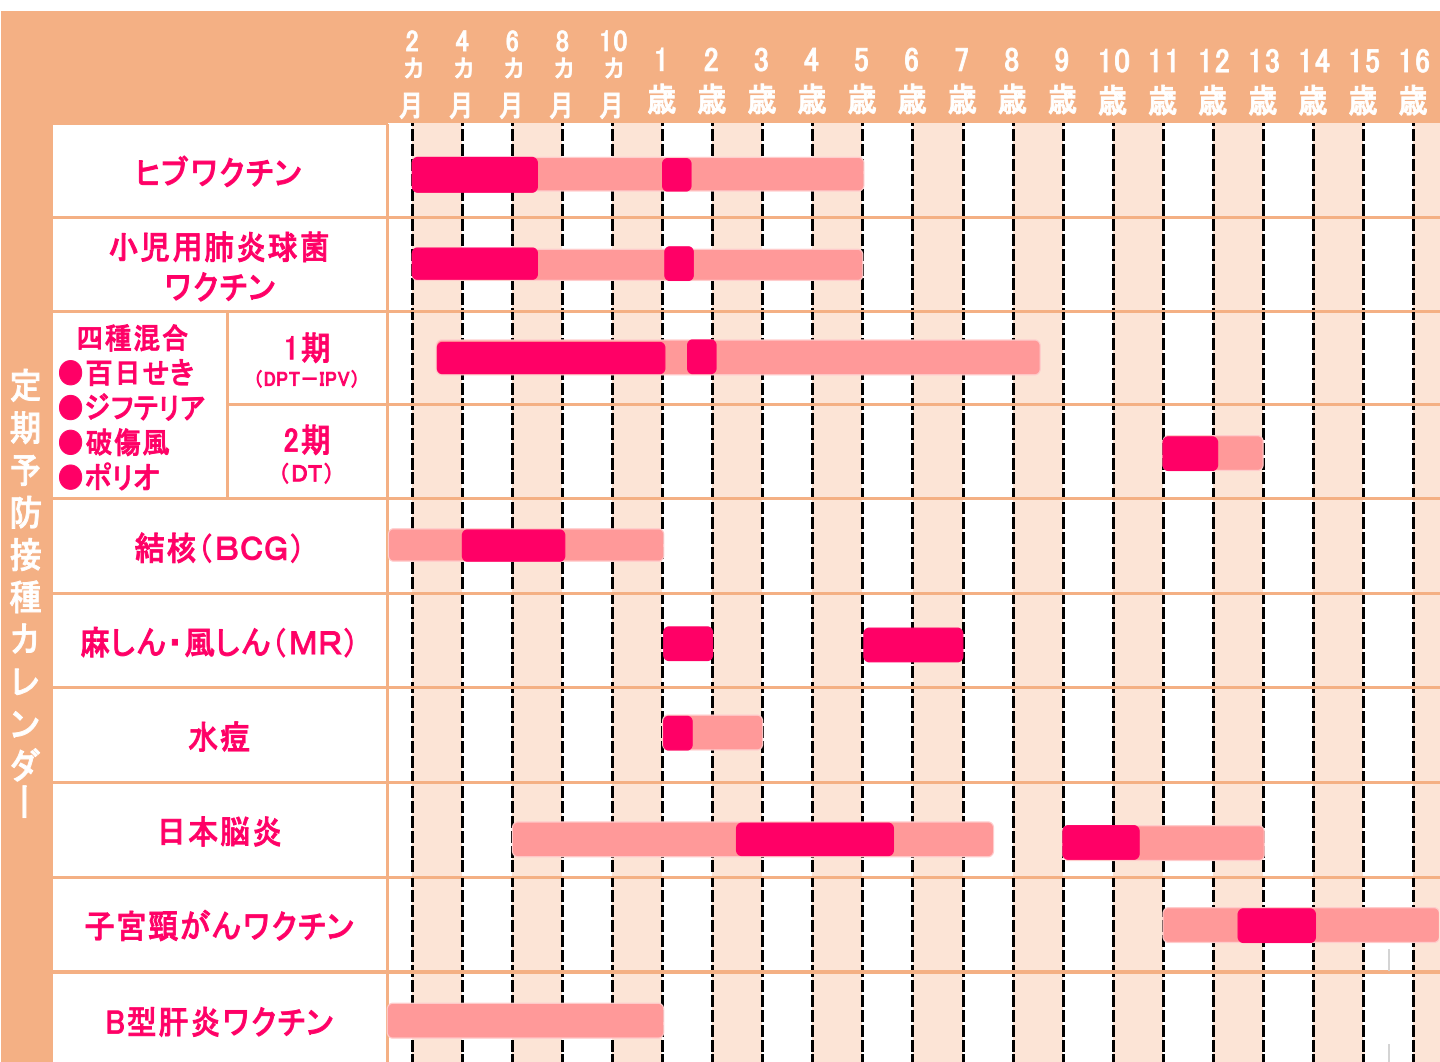 2カ月 4カ月 6カ月 8カ月 10カ月 1歳 2歳 3歳 4歳 5歳 6歳 7歳 8歳 9歳 10歳 11歳 12歳 13歳 14歳 15歳 16歳
定期予防接種カレンダー
ヒブワクチン
小児用肺炎球菌
ワクチン
四種混合
●百日せき
●ジフテリア
●破傷風
●ポリオ
1期
(DPT−IPV)
2期
(DT)
結核(BCG)
麻しん・風しん(MR)
水痘
日本脳炎
子宮頸がんワクチン
B型肝炎ワクチン